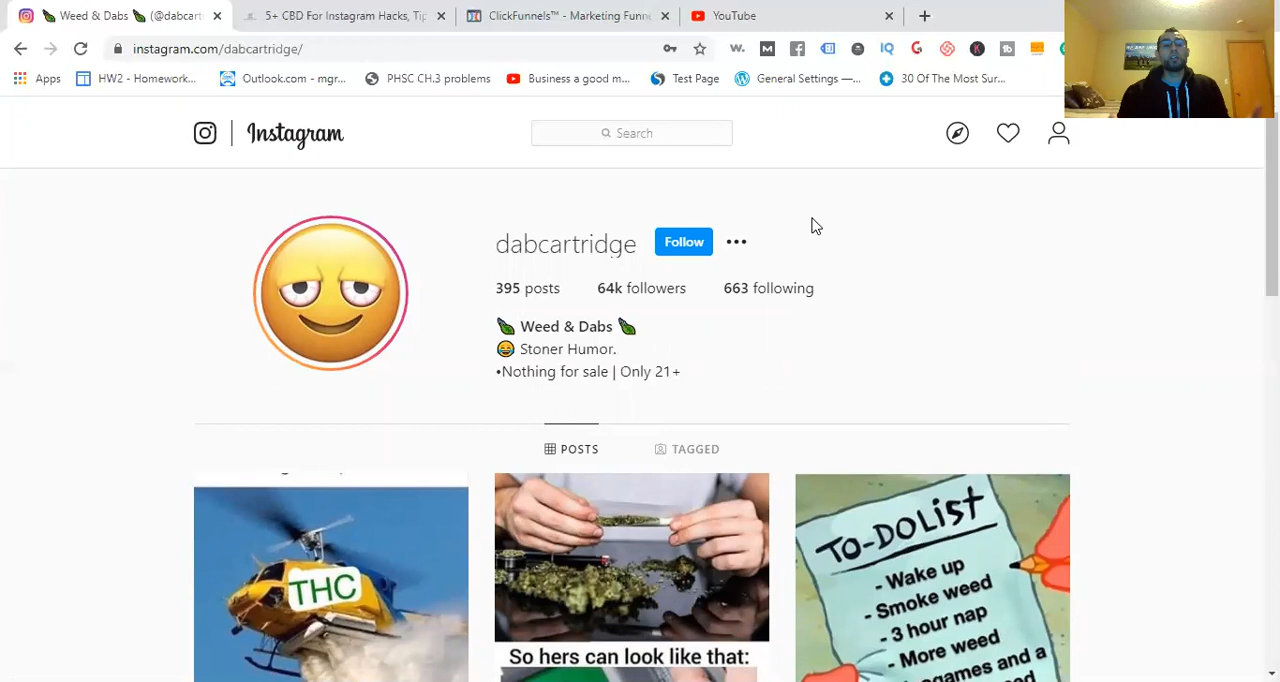 Weed & Dabs (@dabcart
5+ CBD For Instagram Hacks, Tip
ClickFunnels™ - Marketing Funn
YouTube
instagram.com/dabcartridge/
Apps
HW2 - Homework...
Outlook.com - mgr...
PHSC CH.3 problems
Business a good m...
Test Page
General Settings —...
30 Of The Most Sur...
Instagram
Search
dabcartridge
Follow
395 posts
64k followers
663 following
Weed & Dabs
Stoner Humor.
•Nothing for sale | Only 21+
POSTS
TAGGED
THC
So hers can look like that:
TO-DO LIST
- Wake up
- Smoke weed
- 3 hour nap
- More weed
and a